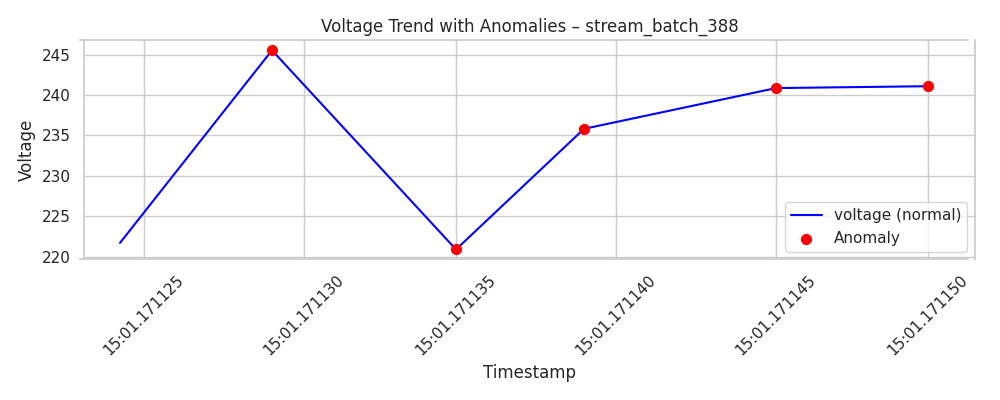 Voltage Trend with Anomalies – stream_batch_388
Voltage
245
240
235
230
225
220
voltage (normal)
Anomaly
15:01.171125
15:01.171130
15:01.171135
15:01.171140
15:01.171145
15:01.171150
Timestamp